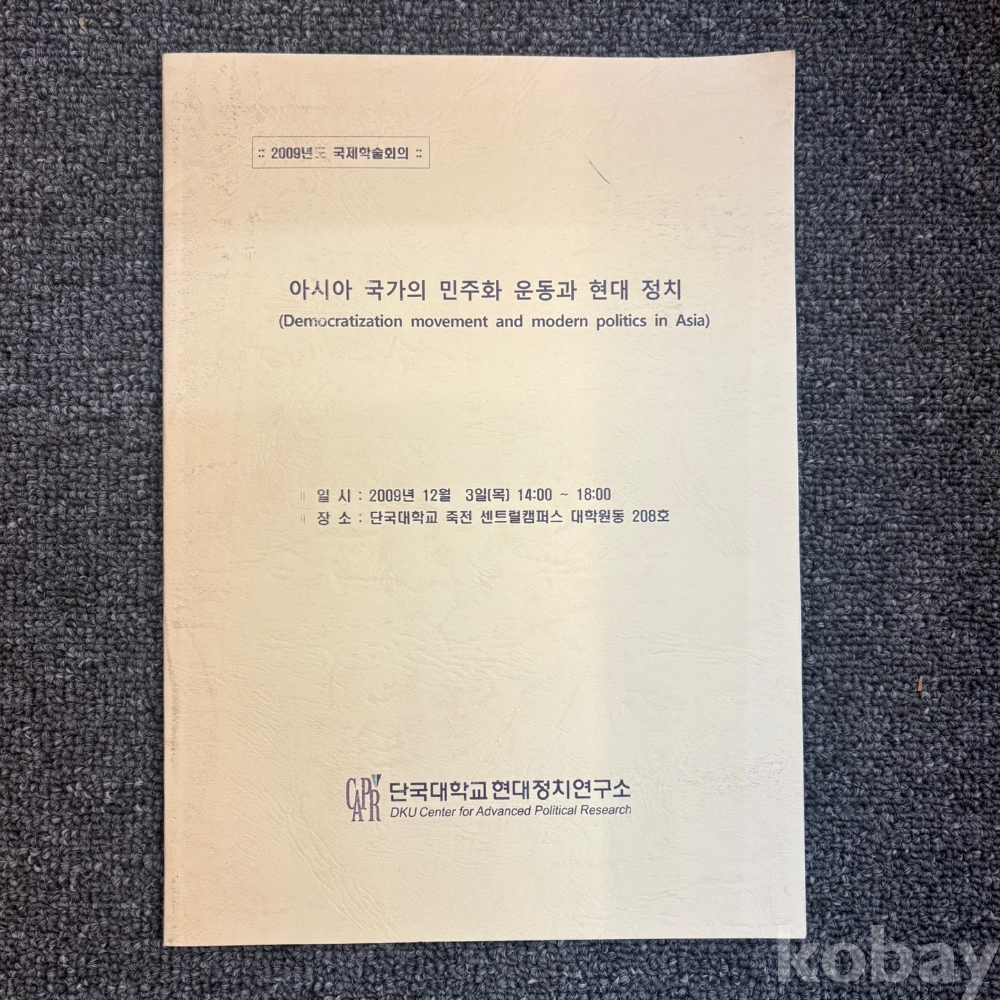 :: 2009년도 국제학술회의 ::
아시아 국가의 민주화 운동과 현대 정치
(Democratization movement and modern politics in Asia)
일 시 : 2009년 12월 3일(목) 14:00 ~ 18:00
장 소 : 단국대학교 죽전 센트럴캠퍼스 대학원동 208호
CAPR 단국대학교현대정치연구소
DKU Center for Advanced Political Research
kobay